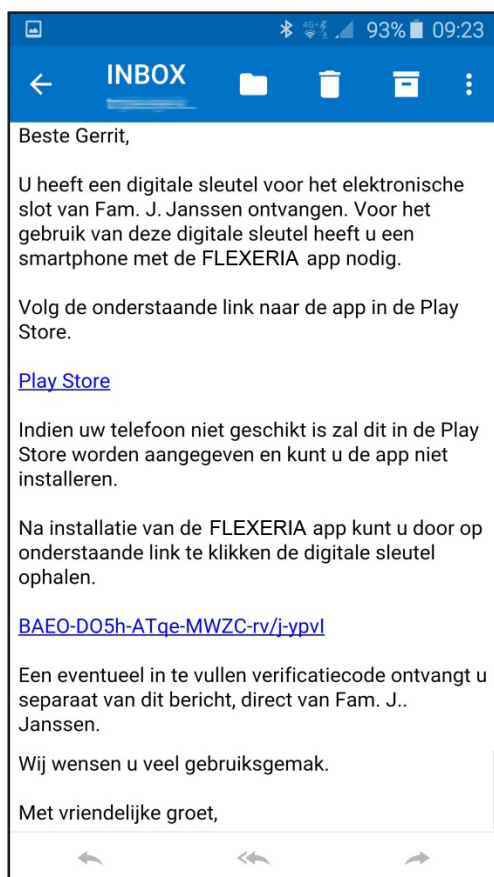 4G+ 93% 09:23
INBOX
Beste Gerrit,
U heeft een digitale sleutel voor het elektronische
slot van Fam. J. Janssen ontvangen. Voor het
gebruik van deze digitale sleutel heeft u een
smartphone met de FLEXERIA app nodig.
Volg de onderstaande link naar de app in de Play
Store.
Play Store
Indien uw telefoon niet geschikt is zal dit in de Play
Store worden aangegeven en kunt u de app niet
installeren.
Na installatie van de FLEXERIA app kunt u door op
onderstaande link te klikken de digitale sleutel
ophalen.
BAEO-DO5h-ATqe-MWZC-rv/j-ypvI
Een eventueel in te vullen verificatiecode ontvangt u
separaat van dit bericht, direct van Fam. J..
Janssen.
Wij wensen u veel gebruiksgemak.
Met vriendelijke groet,